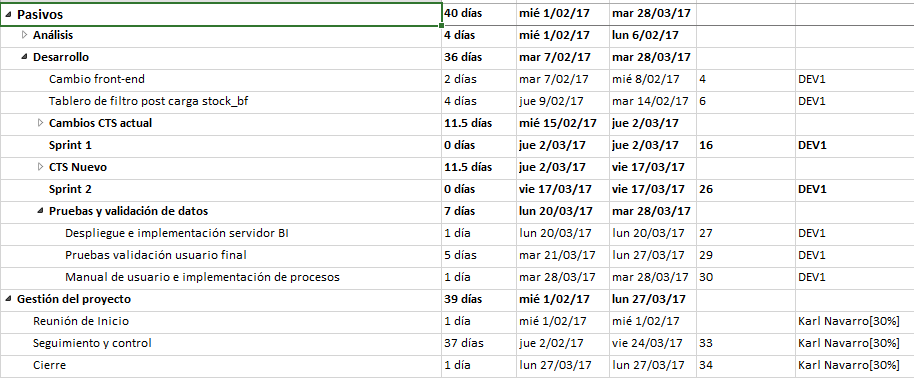 Pasivos 40 días mié 1/02/17 mar 28/03/17
Análisis 4 días mié 1/02/17 lun 6/02/17
Desarrollo 36 días mar 7/02/17 mar 28/03/17
Cambio front-end 2 días mar 7/02/17 mié 8/02/17 4 DEV1
Tablero de filtro post carga stock_bf 4 días jue 9/02/17 mar 14/02/17 6 DEV1
Cambios CTS actual 11.5 días mié 15/02/17 jue 2/03/17
Sprint 1 0 días jue 2/03/17 jue 2/03/17 16 DEV1
CTS Nuevo 11.5 días jue 2/03/17 vie 17/03/17
Sprint 2 0 días vie 17/03/17 vie 17/03/17 26 DEV1
Pruebas y validación de datos 7 días lun 20/03/17 mar 28/03/17
Despliegue e implementación servidor BI 1 día lun 20/03/17 lun 20/03/17 27 DEV1
Pruebas validación usuario final 5 días mar 21/03/17 lun 27/03/17 29 DEV1
Manual de usuario e implementación de procesos 1 día mar 28/03/17 mar 28/03/17 30 DEV1
Gestión del proyecto 39 días mié 1/02/17 lun 27/03/17
Reunión de Inicio 1 día mié 1/02/17 mié 1/02/17 Karl Navarro[30%]
Seguimiento y control 37 días jue 2/02/17 vie 24/03/17 33 Karl Navarro[30%]
Cierre 1 día lun 27/03/17 lun 27/03/17 34 Karl Navarro[30%]